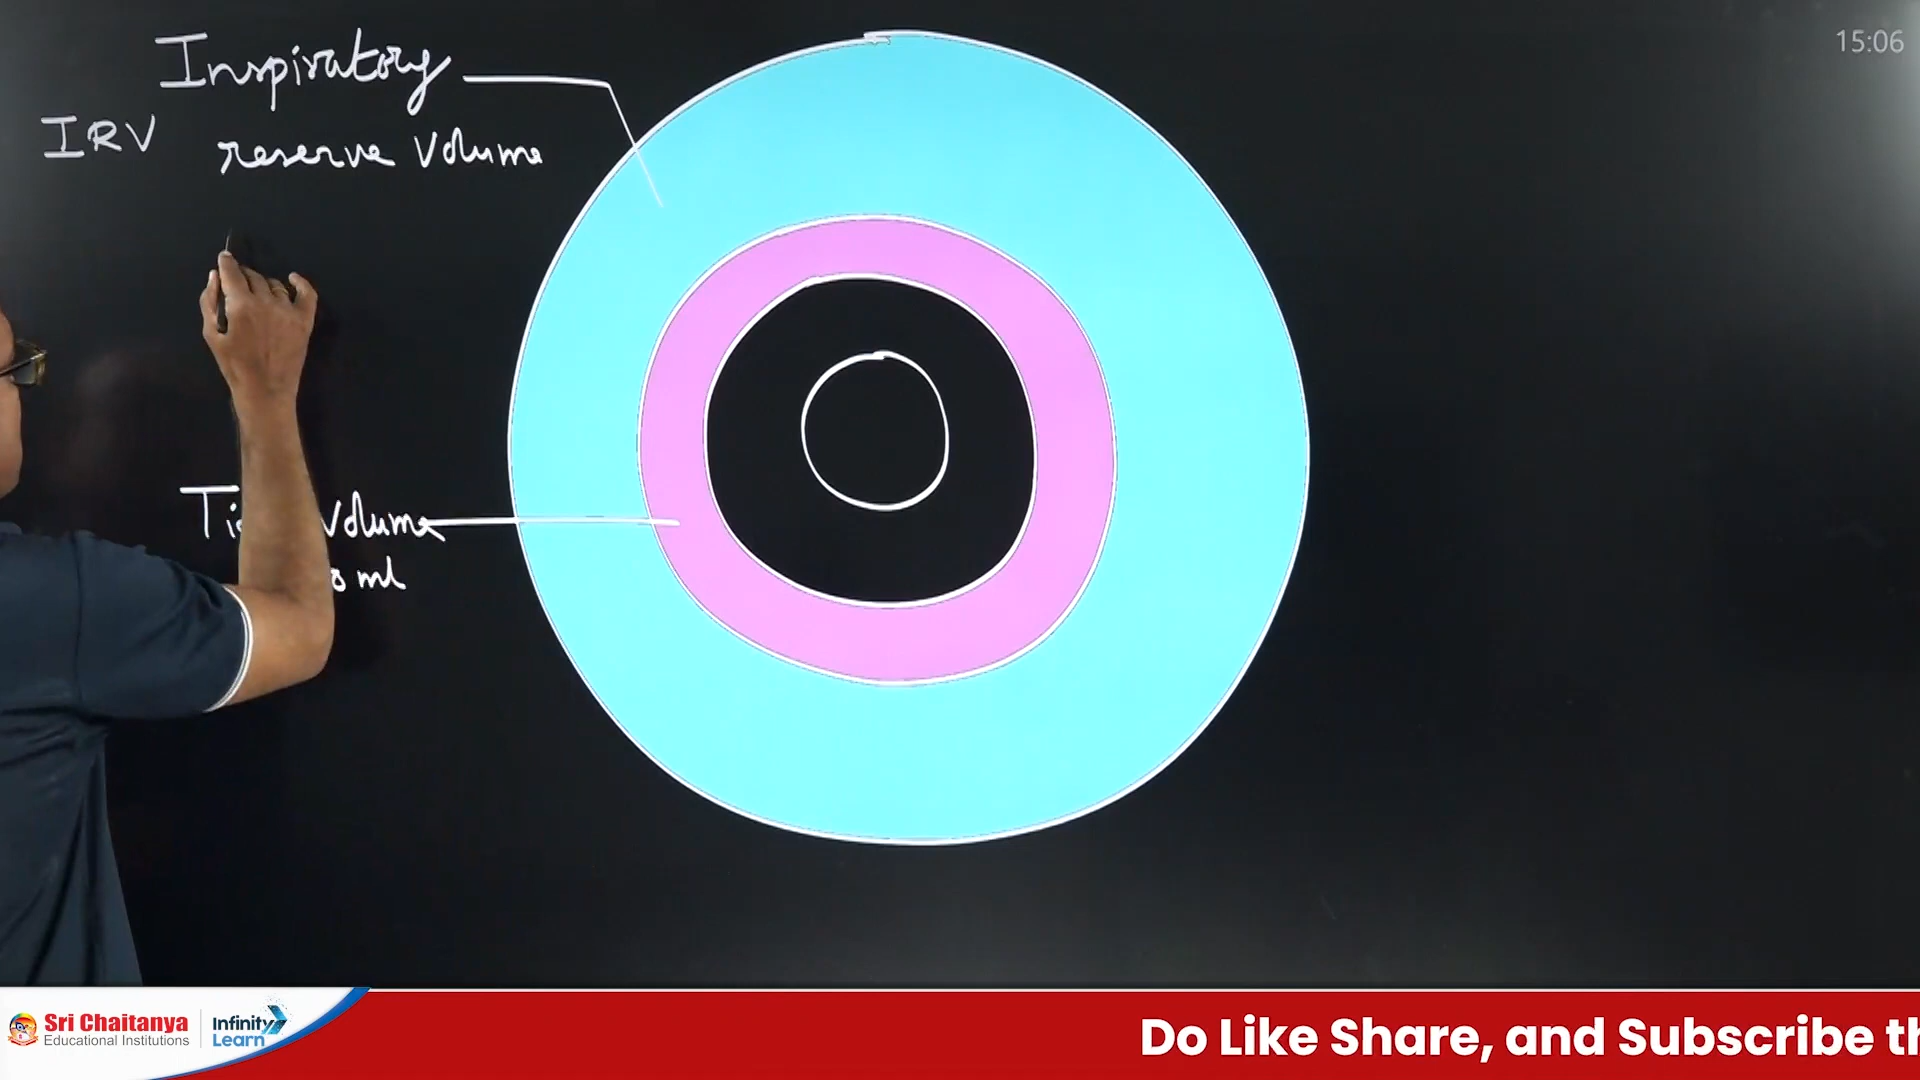 15:06
Inspiratory
IRV reserve Volume
Volume
ml
Sri Chaitanya
Educational Institutions
Infinity
Learn
Do Like Share, and Subscribe